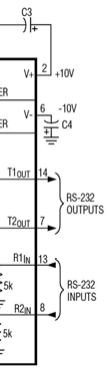 C3
+
V+ 2 +10V
ER
V- 6 -10V
ER
+ C4
T1OUT 14
RS-232
OUTPUTS
T2OUT 7
R1IN 13
RS-232
5k INPUTS
R2IN 8
5k